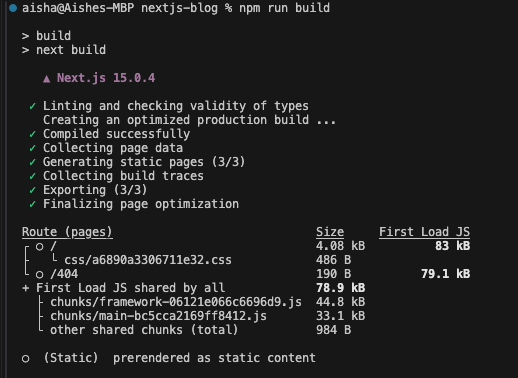 aisha@Aishes-MBP nextjs-blog % npm run build
> build
> next build
▲ Next.js 15.0.4
✓ Linting and checking validity of types
Creating an optimized production build ...
✓ Compiled successfully
✓ Collecting page data
✓ Generating static pages (3/3)
✓ Collecting build traces
✓ Exporting (3/3)
✓ Finalizing page optimization
Route (pages) Size First Load JS
┌ ○ / 4.08 kB 83 kB
├ └ css/a6890a3306711e32.css 486 B
└ ○ /404 190 B 79.1 kB
+ First Load JS shared by all 78.9 kB
├ chunks/framework-06121e066c6696d9.js 44.8 kB
├ chunks/main-bc5cca2169ff8412.js 33.1 kB
└ other shared chunks (total) 984 B
○ (Static) prerendered as static content